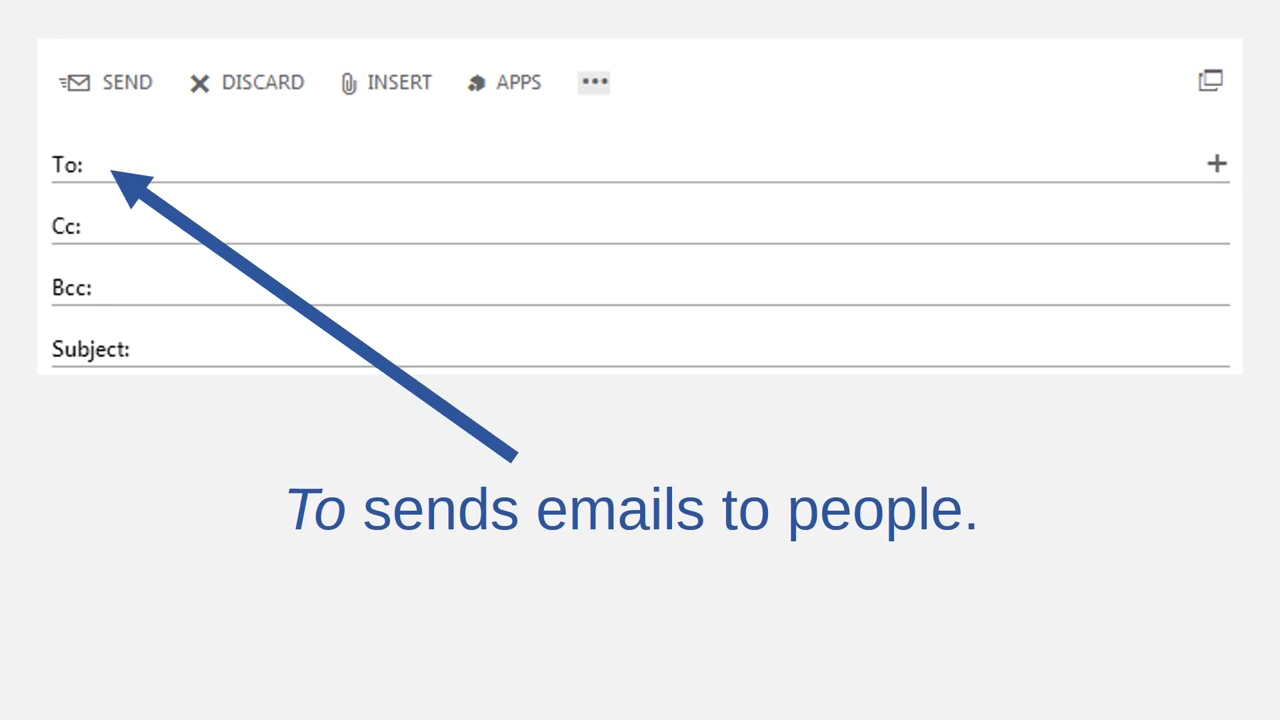 SEND DISCARD INSERT APPS •••
To:
Cc:
Bcc:
Subject:
To sends emails to people.